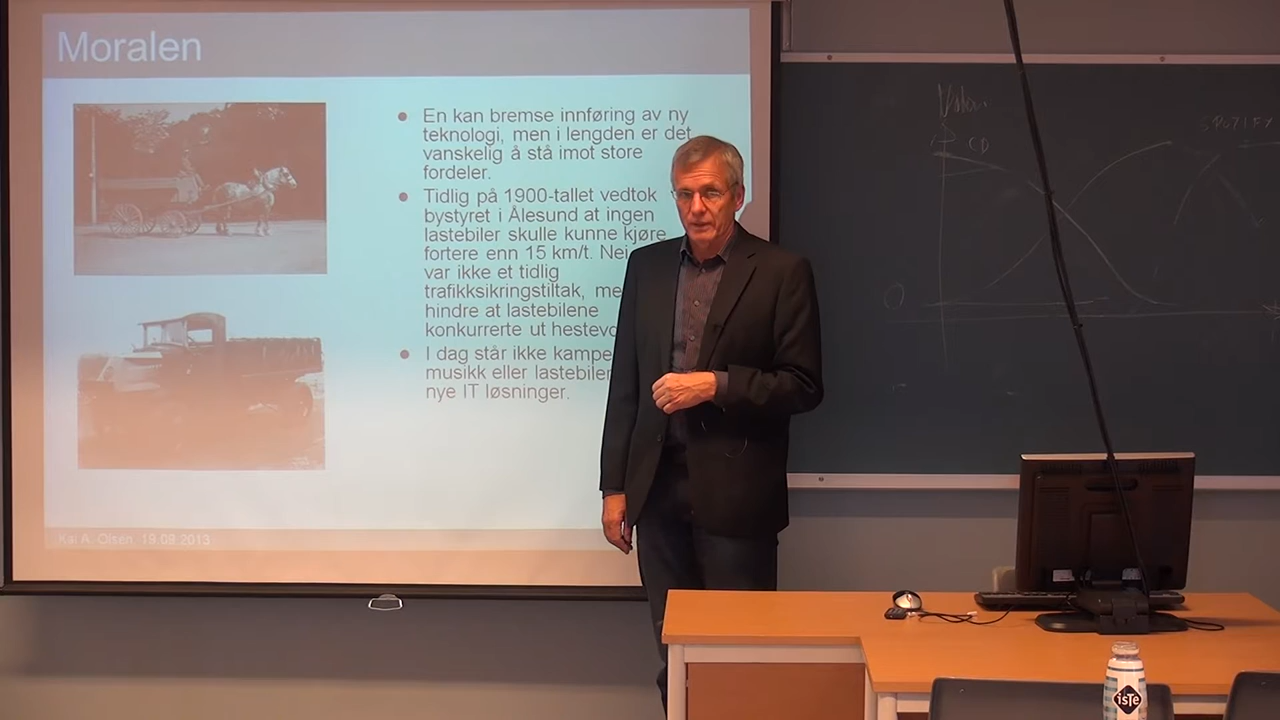 Moralen
En kan bremse innføring av ny
teknologi, men i lengden er det
vanskelig å stå imot store
fordeler.
Tidlig på 1900-tallet vedtok
bystyret i Ålesund at ingen
lastebiler skulle kunne kjøre
fortere enn 15 km/t. Nei
var ikke et tidlig
trafikksikringstiltak, me
hindre at lastebilene
konkurrerte ut hestevo
I dag står ikke kampe
musikk eller lastebiler
nye IT løsninger.
Kai A. Olsen 19.09.2013
CD
SPOTIFY
isTe